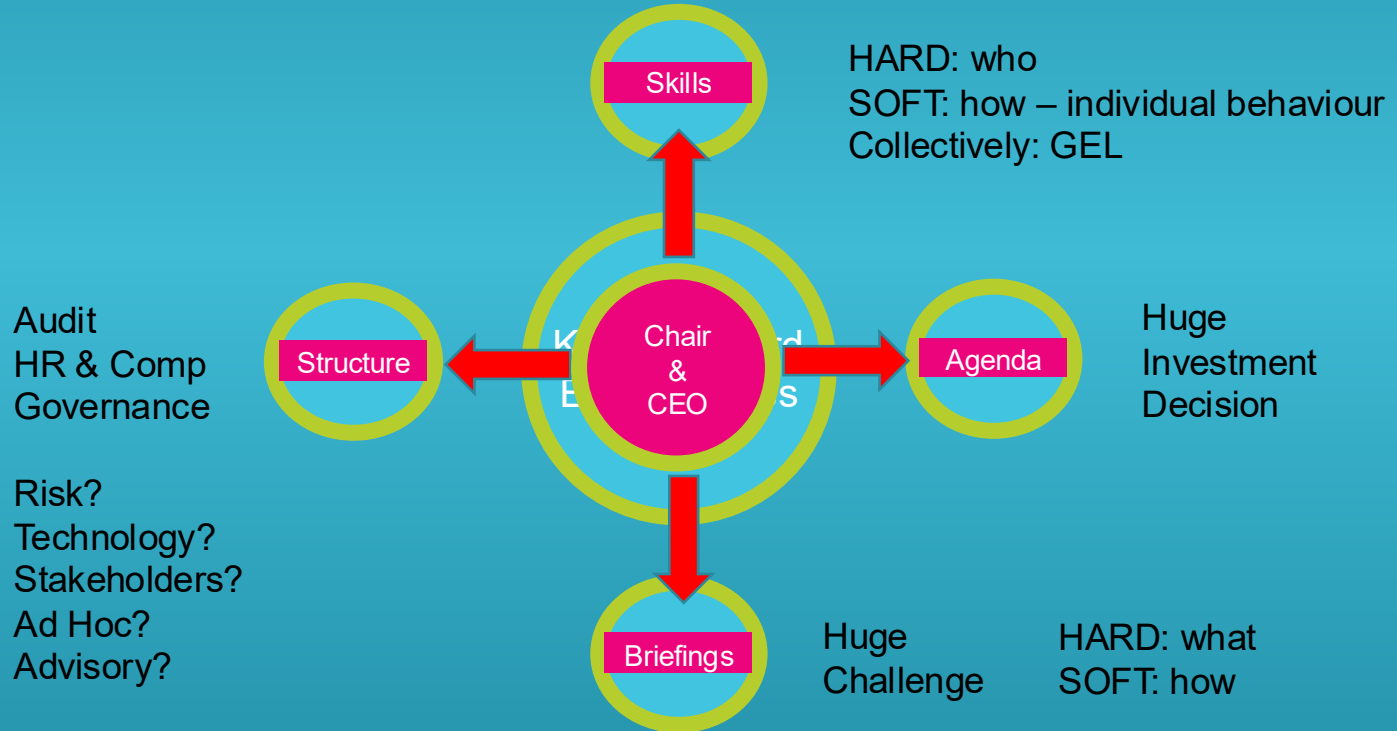 Skills
HARD: who
SOFT: how – individual behaviour
Collectively: GEL
Audit
HR & Comp
Governance
Structure
Chair
&
CEO
Agenda
Huge
Investment
Decision
Risk?
Technology?
Stakeholders?
Ad Hoc?
Advisory?
Briefings
Huge
Challenge
HARD: what
SOFT: how